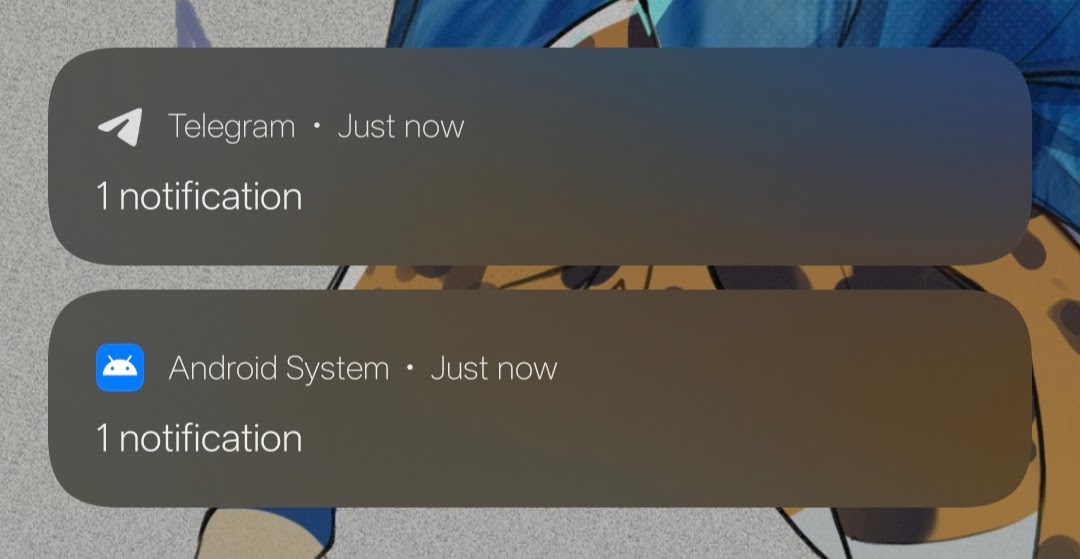 Telegram • Just now
1 notification
Android System • Just now
1 notification